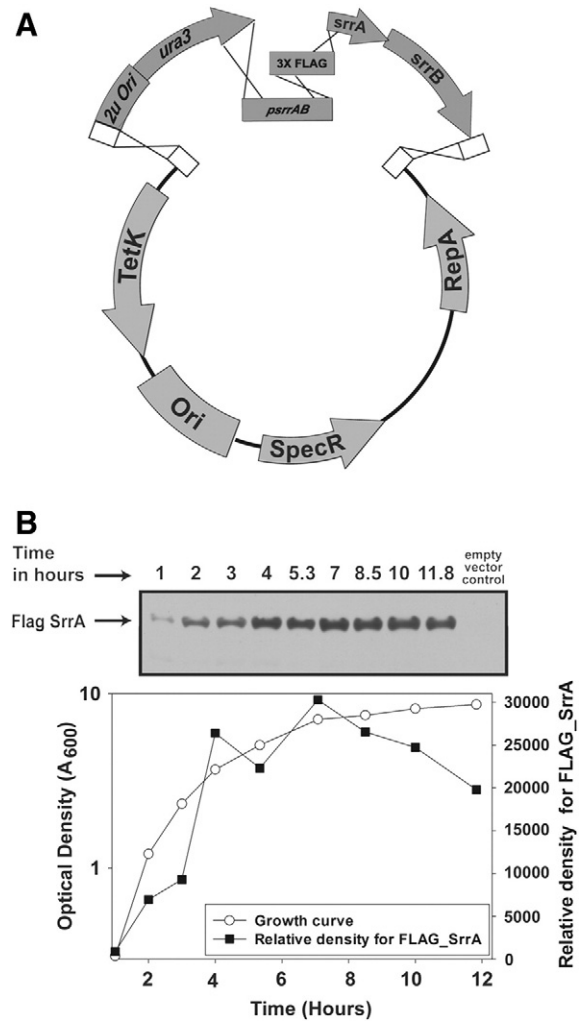 A
2u Ori
ura3
psrrAB
3X FLAG
srrA
srrB
TetK
Ori
SpecR
RepA
B
Time
in hours
1 2 3 4 5.3 7 8.5 10 11.8
empty
vector
control
Flag SrrA
10
1
Optical Density (A600)
30000
25000
20000
15000
10000
5000
0
Relative density for FLAG_SrrA
Growth curve
Relative density for FLAG_SrrA
2 4 6 8 10 12
Time (Hours)